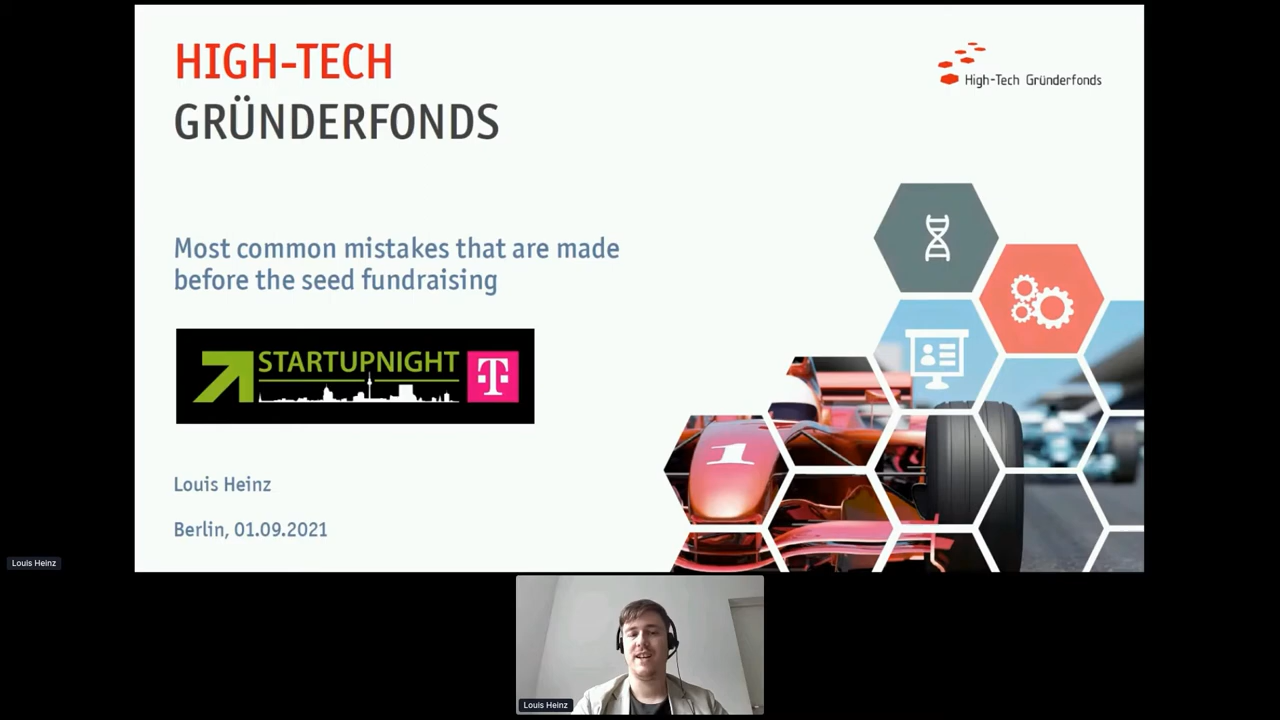 HIGH-TECH
GRÜNDERFONDS
High-Tech Gründerfonds
Most common mistakes that are made
before the seed fundraising
STARTUPNIGHT
T
1
Louis Heinz
Berlin, 01.09.2021
Louis Heinz
Louis Heinz